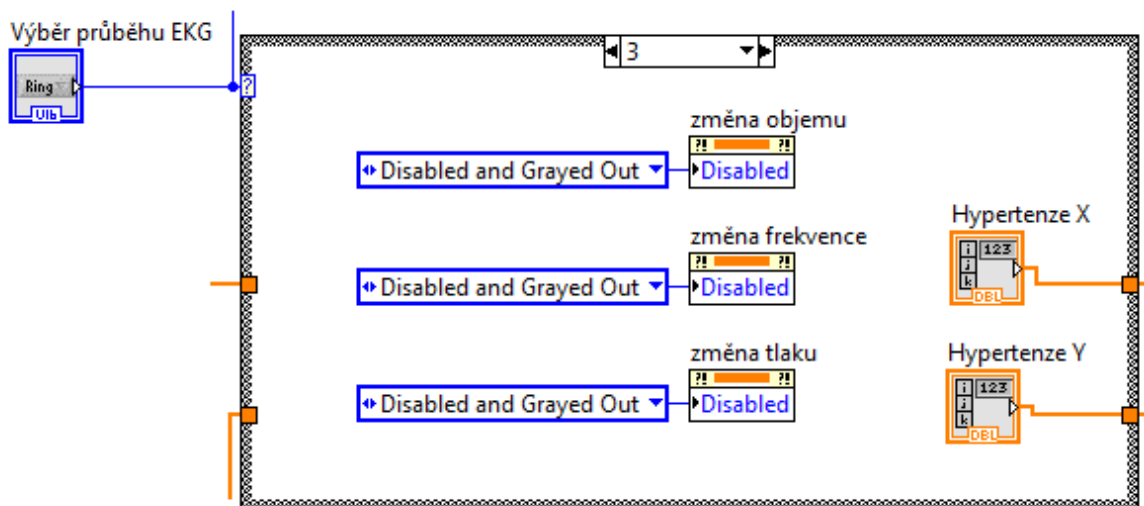 Výběr průběhu EKG
Ring
U16
?
3
změna objemu
?! ?!
Disabled and Grayed Out
Disabled
Hypertenze X
i
j
k
123
DBL
změna frekvence
?! ?!
Disabled and Grayed Out
Disabled
změna tlaku
?! ?!
Disabled and Grayed Out
Disabled
Hypertenze Y
i
j
k
123
DBL